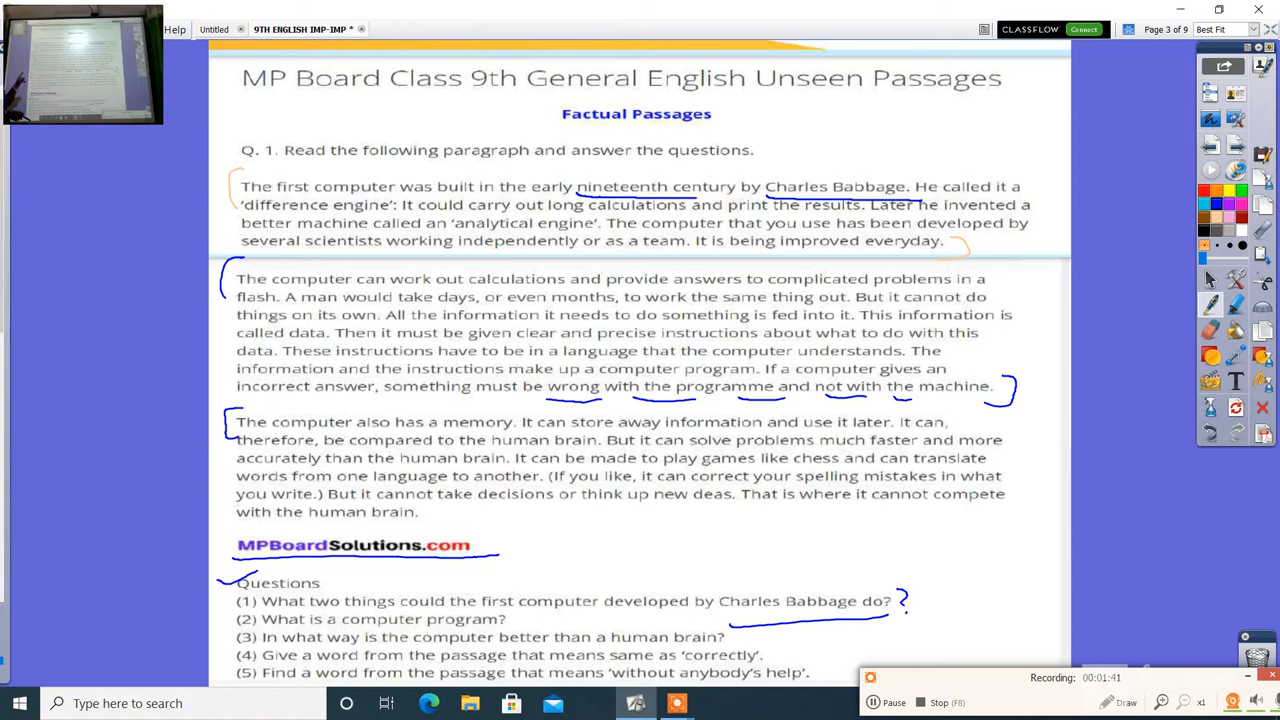 Help
Untitled
9TH ENGLISH IMP-IMP *
CLASSFLOW
Connect
Page 3 of 9
Best Fit
MP Board Class 9th General English Unseen Passages
Factual Passages
Q. 1. Read the following paragraph and answer the questions.
The first computer was built in the early nineteenth century by Charles Babbage. He called it a
‘difference engine’: It could carry out long calculations and print the results. Later he invented a
better machine called an ‘analytical engine’. The computer that you use has been developed by
several scientists working independently or as a team. It is being improved everyday.
The computer can work out calculations and provide answers to complicated problems in a
flash. A man would take days, or even months, to work the same thing out. But it cannot do
things on its own. All the information it needs to do something is fed into it. This information is
called data. Then it must be given clear and precise instructions about what to do with this
data. These instructions have to be in a language that the computer understands. The
information and the instructions make up a computer program. If a computer gives an
incorrect answer, something must be wrong with the programme and not with the machine.
The computer also has a memory. It can store away information and use it later. It can,
therefore, be compared to the human brain. But it can solve problems much faster and more
accurately than the human brain. It can be made to play games like chess and can translate
words from one language to another. (If you like, it can correct your spelling mistakes in what
you write.) But it cannot take decisions or think up new deas. That is where it cannot compete
with the human brain.
MPBoardSolutions.com
Questions
(1) What two things could the first computer developed by Charles Babbage do? ?
(2) What is a computer program?
(3) In what way is the computer better than a human brain?
(4) Give a word from the passage that means same as ‘correctly’.
(5) Find a word from the passage that means ‘without anybody’s help’.
Recording: 00:01:41
Pause
Stop (F8)
Draw
x1
Type here to search